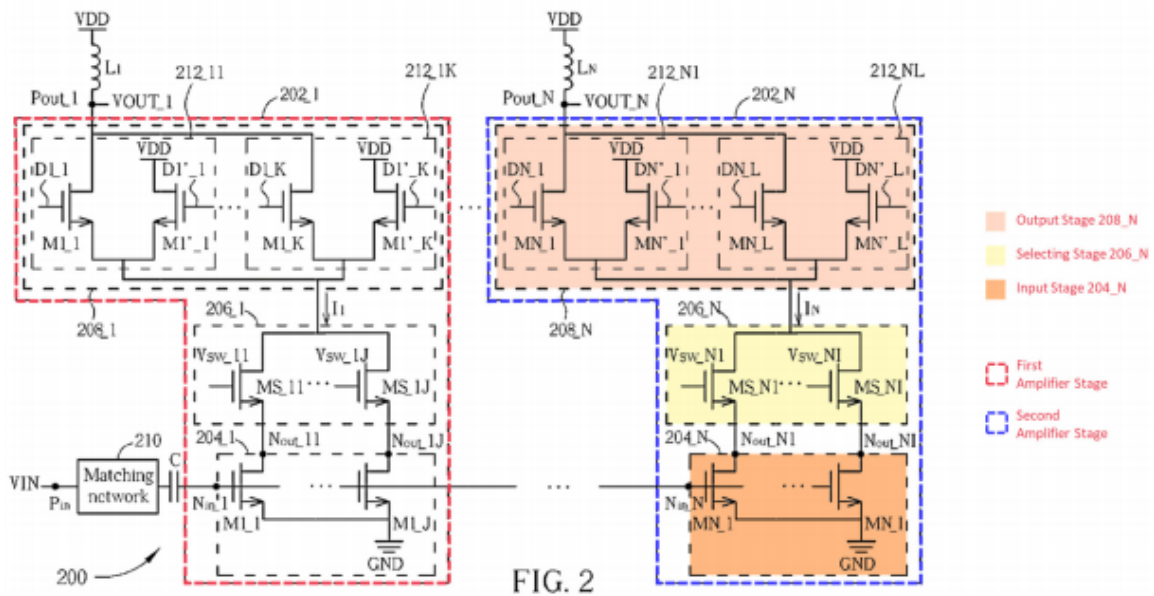 VDD
L1
Pout_1
VOUT_1
212_11
202_1
212_1K
VDD
LN
Pout_N
VOUT_N
212_N1
202_N
212_NL
D1_1
VDD
D1'_1
D1_K
VDD
D1'_K
M1_1
M1'_1
M1_K
M1'_K
...
...
DN_1
VDD
DN'_1
DN_L
VDD
DN'_L
MN_1
MN'_1
MN_L
MN'_L
...
208_1
206_1
I1
208_N
206_N
IN
VSW_11
VSW_1J
MS_11
...
MS_1J
VSW_N1
VSW_NI
MS_N1
...
MS_NI
204_1
Nout_11
Nout_1J
204_N
Nout_N1
Nout_NI
210
VIN
Pin
Matching
network
C
Nin_1
...
M1_1
M1_J
GND
...
Nin_N
...
MN_1
MN_I
GND
200
FIG. 2
Output Stage 208_N
Selecting Stage 206_N
Input Stage 204_N
First
Amplifier Stage
Second
Amplifier Stage